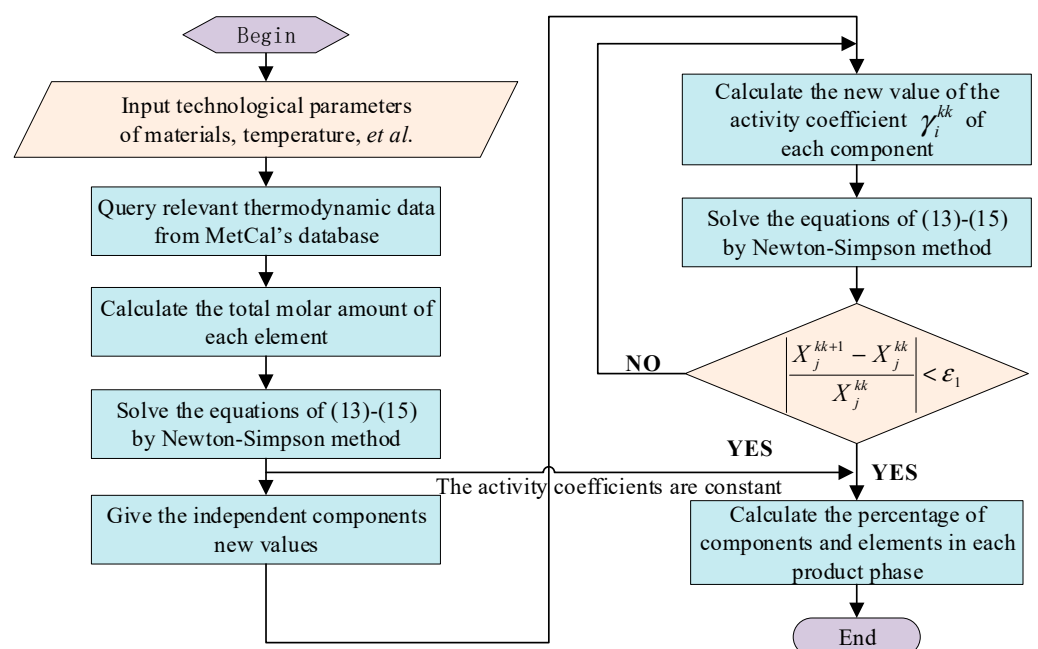 Begin
Input technological parameters
of materials, temperature, et al.
Query relevant thermodynamic data
from MetCal's database
Calculate the total molar amount of
each element
Solve the equations of (13)-(15)
by Newton-Simpson method
Give the independent components
new values
The activity coefficients are constant
YES
Calculate the new value of the
activity coefficient γ_i^{kk} of
each component
Solve the equations of (13)-(15)
by Newton-Simpson method
|(X_j^{kk+1} − X_j^{kk}) / X_j^{kk}| < ε_1
NO
YES
Calculate the percentage of
components and elements in each
product phase
End